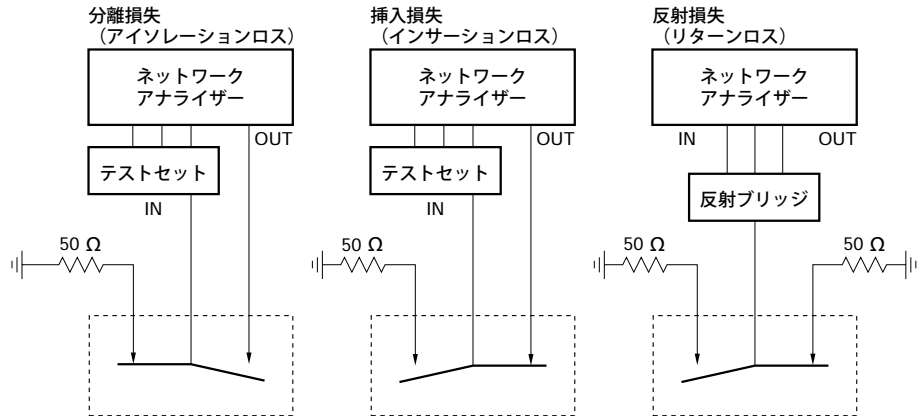 分離損失
（アイソレーションロス）
ネットワーク
アナライザー
OUT
テストセット
IN
50 Ω
挿入損失
（インサーションロス）
ネットワーク
アナライザー
OUT
テストセット
IN
50 Ω
反射損失
（リターンロス）
ネットワーク
アナライザー
IN
OUT
反射ブリッジ
50 Ω
50 Ω